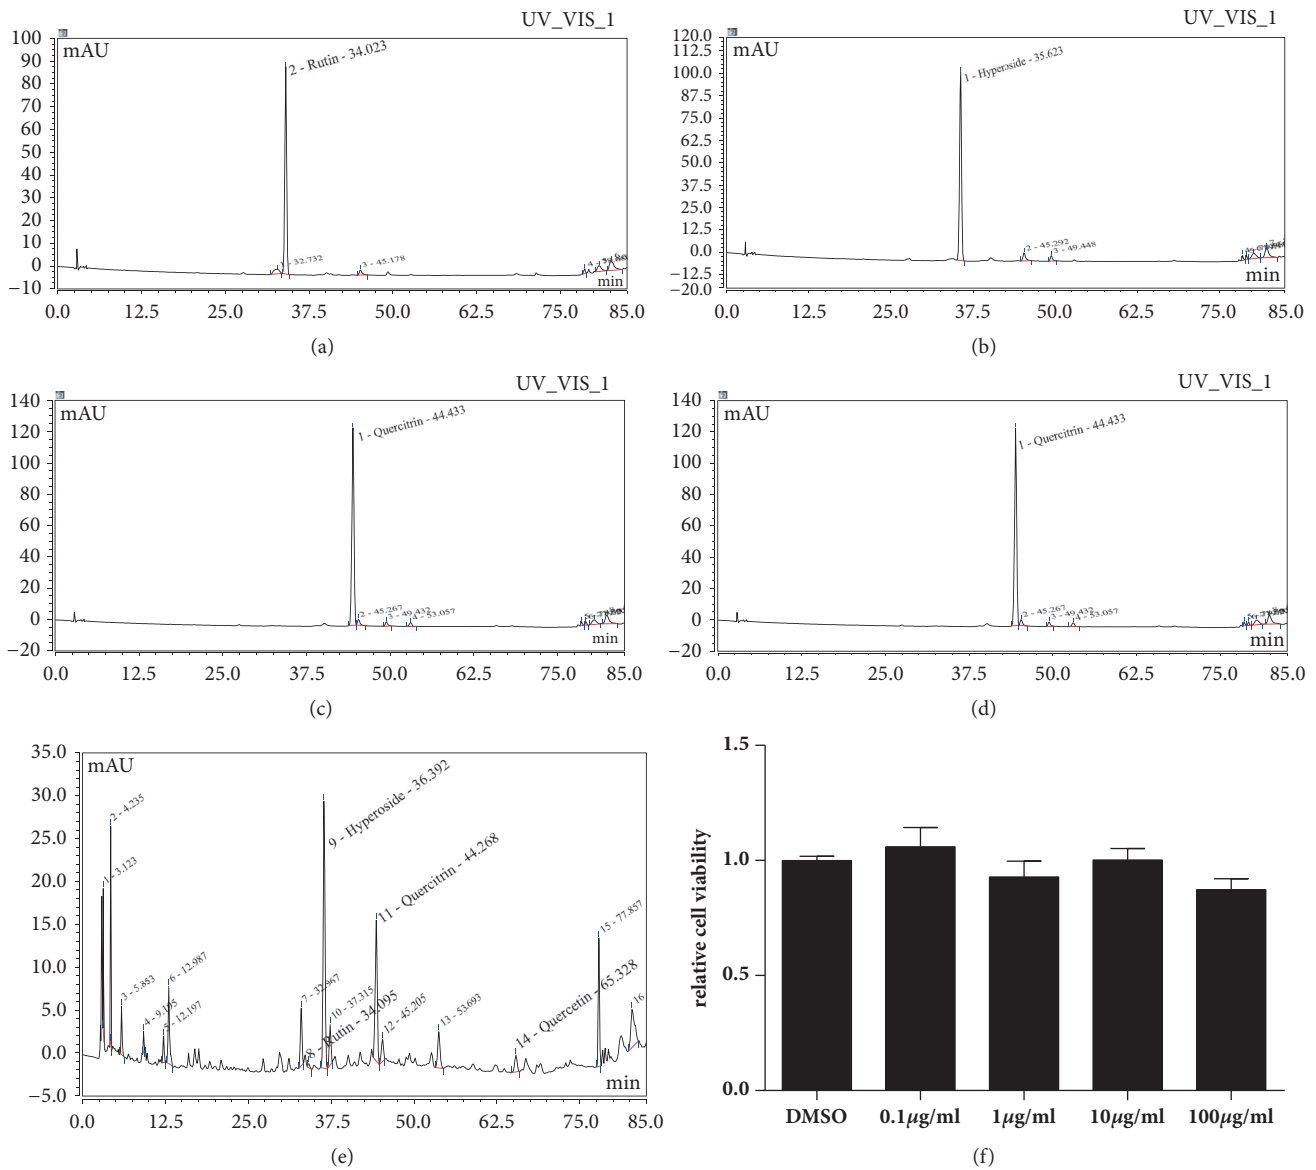 UV_VIS_1
mAU
100
90
80
70
60
50
40
30
20
10
0
−10
2 - Rutin - 34.023
1 - 32.732
3 - 45.178
min
0.0 12.5 25.0 37.5 50.0 62.5 75.0 85.0
(a)
UV_VIS_1
mAU
120.0
100.0
87.5
75.0
62.5
50.0
37.5
25.0
12.5
0.0
−12.5
−20.0
1 - Hyperoside - 35.623
2 - 45.292
3 - 49.448
min
0.0 12.5 25.0 37.5 50.0 62.5 75.0 85.0
(b)
UV_VIS_1
mAU
140
120
100
80
60
40
20
0
−20
1 - Quercitrin - 44.433
2 - 45.267
3 - 49.432
4 - 53.057
min
0.0 12.5 25.0 37.5 50.0 62.5 75.0 85.0
(c)
UV_VIS_1
mAU
140
120
100
80
60
40
20
0
−20
1 - Quercitrin - 44.433
2 - 45.267
3 - 49.432
4 - 53.057
min
0.0 12.5 25.0 37.5 50.0 62.5 75.0 85.0
(d)
mAU
35.0
30.0
25.0
20.0
15.0
10.0
5.0
0.0
−5.0
1 - 3.123
2 - 4.235
3 - 5.853
4 - 9.195
5 - 12.197
6 - 12.987
7 - 32.967
8 - Rutin - 34.095
9 - Hyperoside - 36.392
10 - 37.315
11 - Quercitrin - 44.268
12 - 45.205
13 - 53.693
14 - Quercetin - 65.328
15 - 77.857
16
min
0.0 12.5 25.0 37.5 50.0 62.5 75.0 85.0
(e)
relative cell viability
1.5
1.0
0.5
0.0
DMSO 0.1μg/ml 1μg/ml 10μg/ml 100μg/ml
(f)